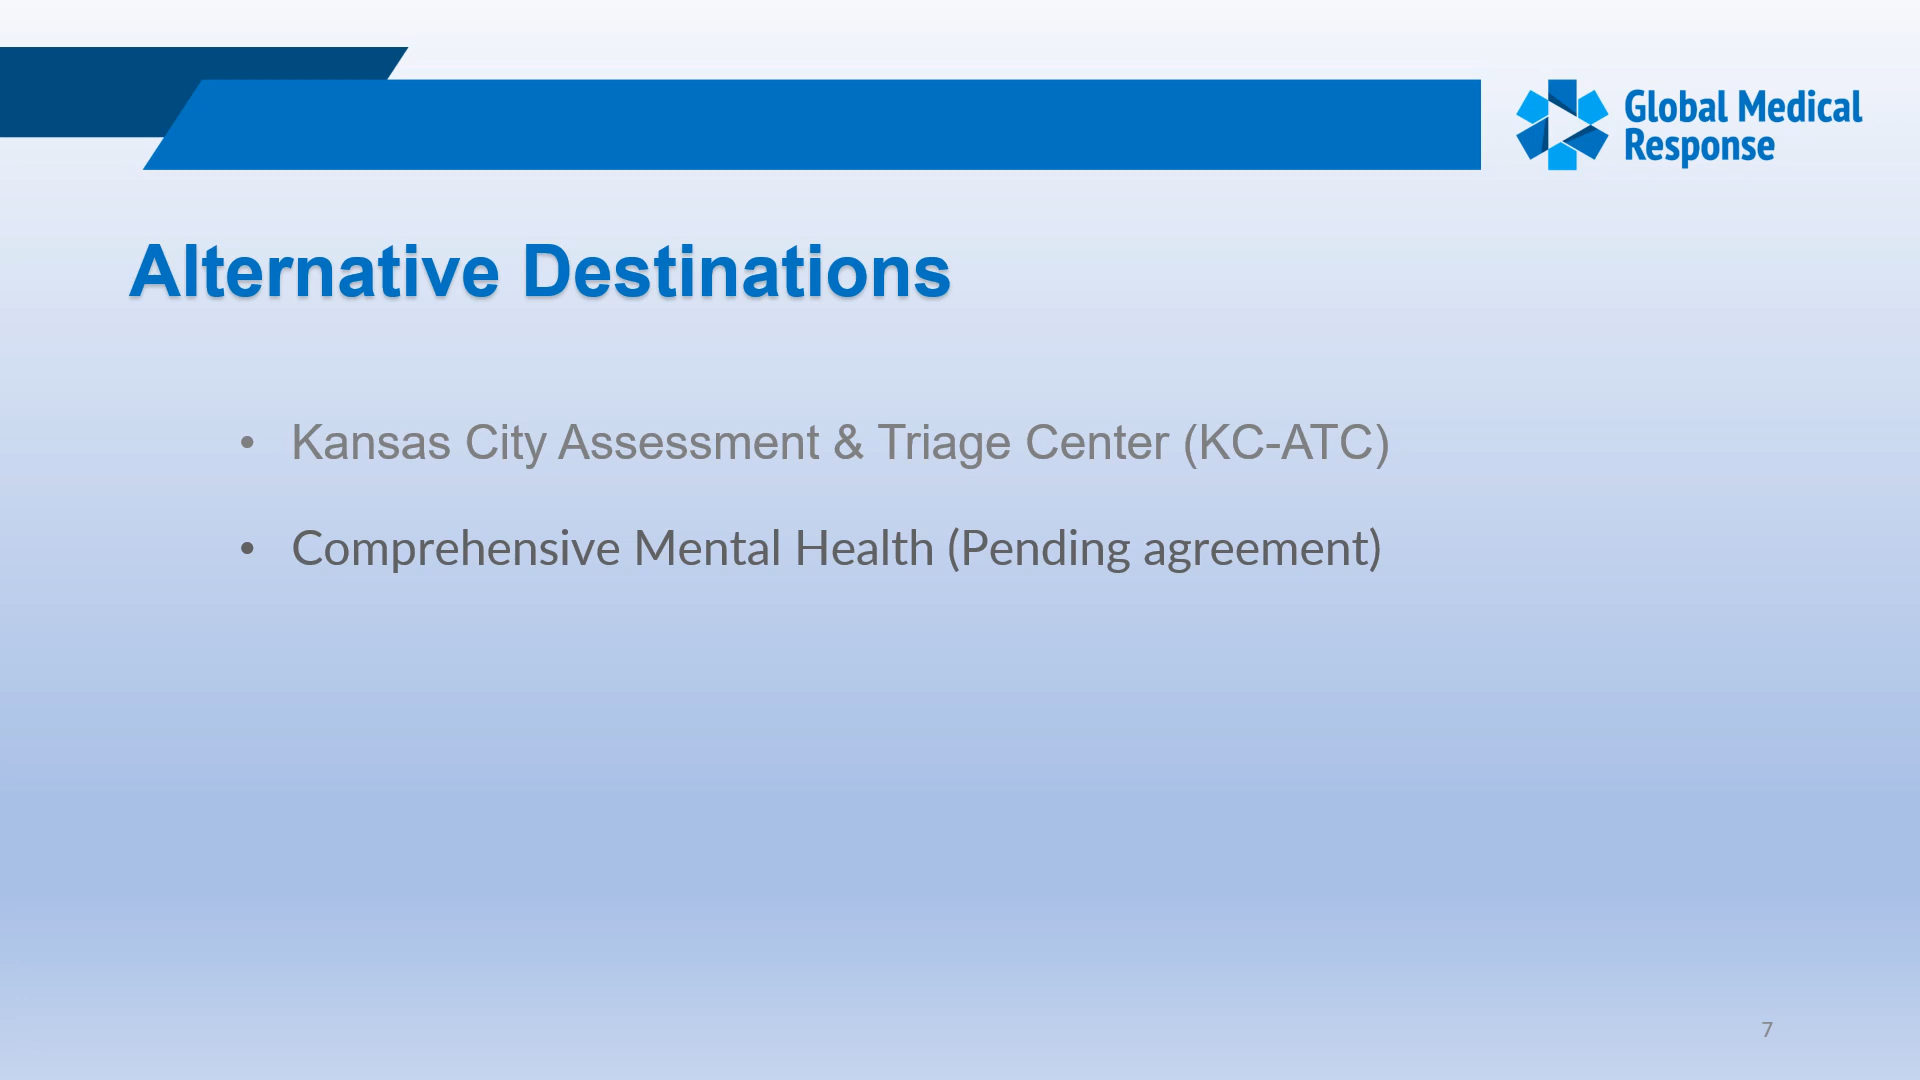 Global Medical
Response
Alternative Destinations
• Kansas City Assessment & Triage Center (KC-ATC)
• Comprehensive Mental Health (Pending agreement)
7